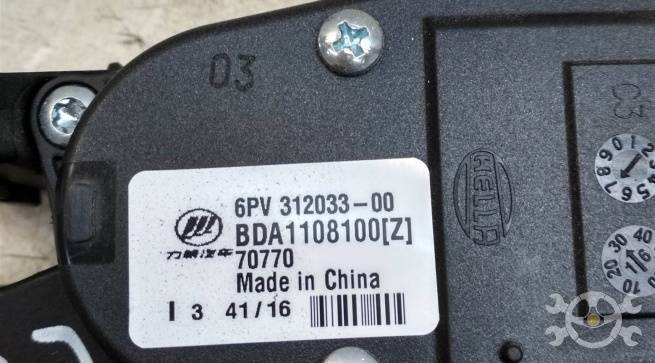 03
C3
HELLA
6PV 312033-00
BDA1108100[Z]
力帆汽车
70770
Made in China
I 3 41/16